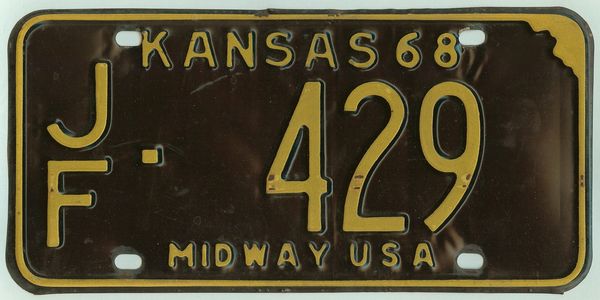 KANSAS 68
JF · 429
MIDWAY USA